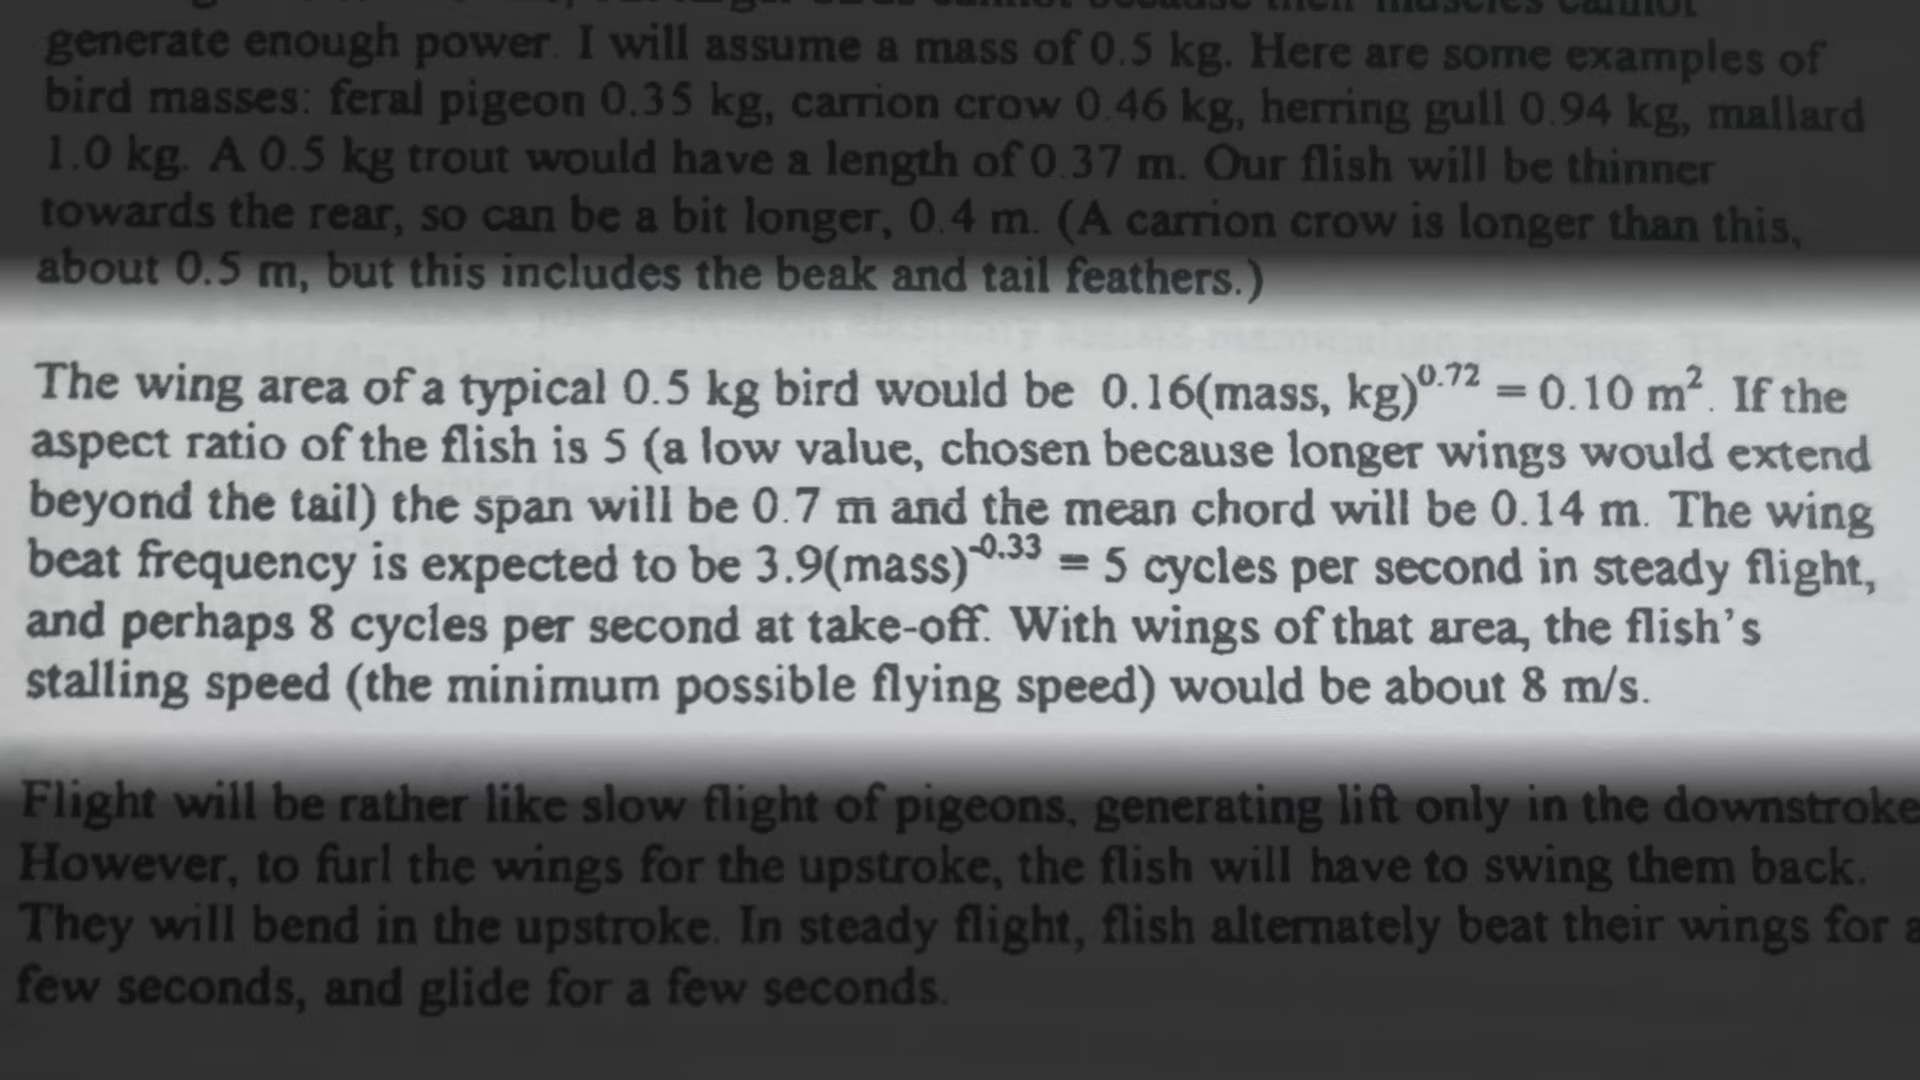 cannot because their muscles cannot
generate enough power. I will assume a mass of 0.5 kg. Here are some examples of
bird masses: feral pigeon 0.35 kg, carrion crow 0.46 kg, herring gull 0.94 kg, mallard
1.0 kg. A 0.5 kg trout would have a length of 0.37 m. Our flish will be thinner
towards the rear, so can be a bit longer, 0.4 m. (A carrion crow is longer than this,
about 0.5 m, but this includes the beak and tail feathers.)
The wing area of a typical 0.5 kg bird would be 0.16(mass, kg)^0.72 = 0.10 m². If the
aspect ratio of the flish is 5 (a low value, chosen because longer wings would extend
beyond the tail) the span will be 0.7 m and the mean chord will be 0.14 m. The wing
beat frequency is expected to be 3.9(mass)^-0.33 = 5 cycles per second in steady flight,
and perhaps 8 cycles per second at take-off. With wings of that area, the flish's
stalling speed (the minimum possible flying speed) would be about 8 m/s.
Flight will be rather like slow flight of pigeons, generating lift only in the downstroke
However, to furl the wings for the upstroke, the flish will have to swing them back.
They will bend in the upstroke. In steady flight, flish alternately beat their wings for a
few seconds, and glide for a few seconds.